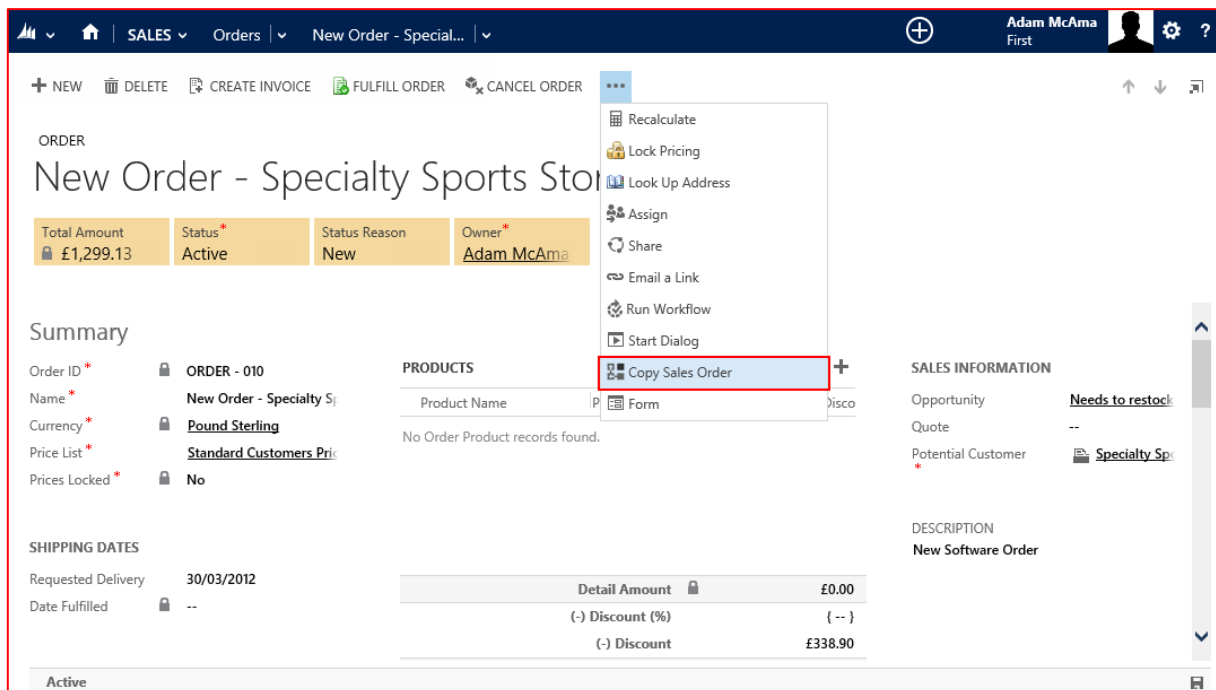 SALES Orders New Order - Special... Adam McAma
First ?
NEW DELETE CREATE INVOICE FULFILL ORDER CANCEL ORDER ...
Recalculate
Lock Pricing
Look Up Address
Assign
Share
Email a Link
Run Workflow
Start Dialog
Copy Sales Order
Form
ORDER
New Order - Specialty Sports Stor
Total Amount Status* Status Reason Owner*
£1,299.13 Active New Adam McAma
Summary
Order ID* ORDER - 010
Name* New Order - Specialty Sp
Currency* Pound Sterling
Price List* Standard Customers Pric
Prices Locked* No
SHIPPING DATES
Requested Delivery 30/03/2012
Date Fulfilled --
PRODUCTS +
Product Name P Disco
No Order Product records found.
Detail Amount £0.00
(-) Discount (%) { -- }
(-) Discount £338.90
SALES INFORMATION
Opportunity Needs to restock
Quote --
Potential Customer Specialty Spo
*
DESCRIPTION
New Software Order
Active